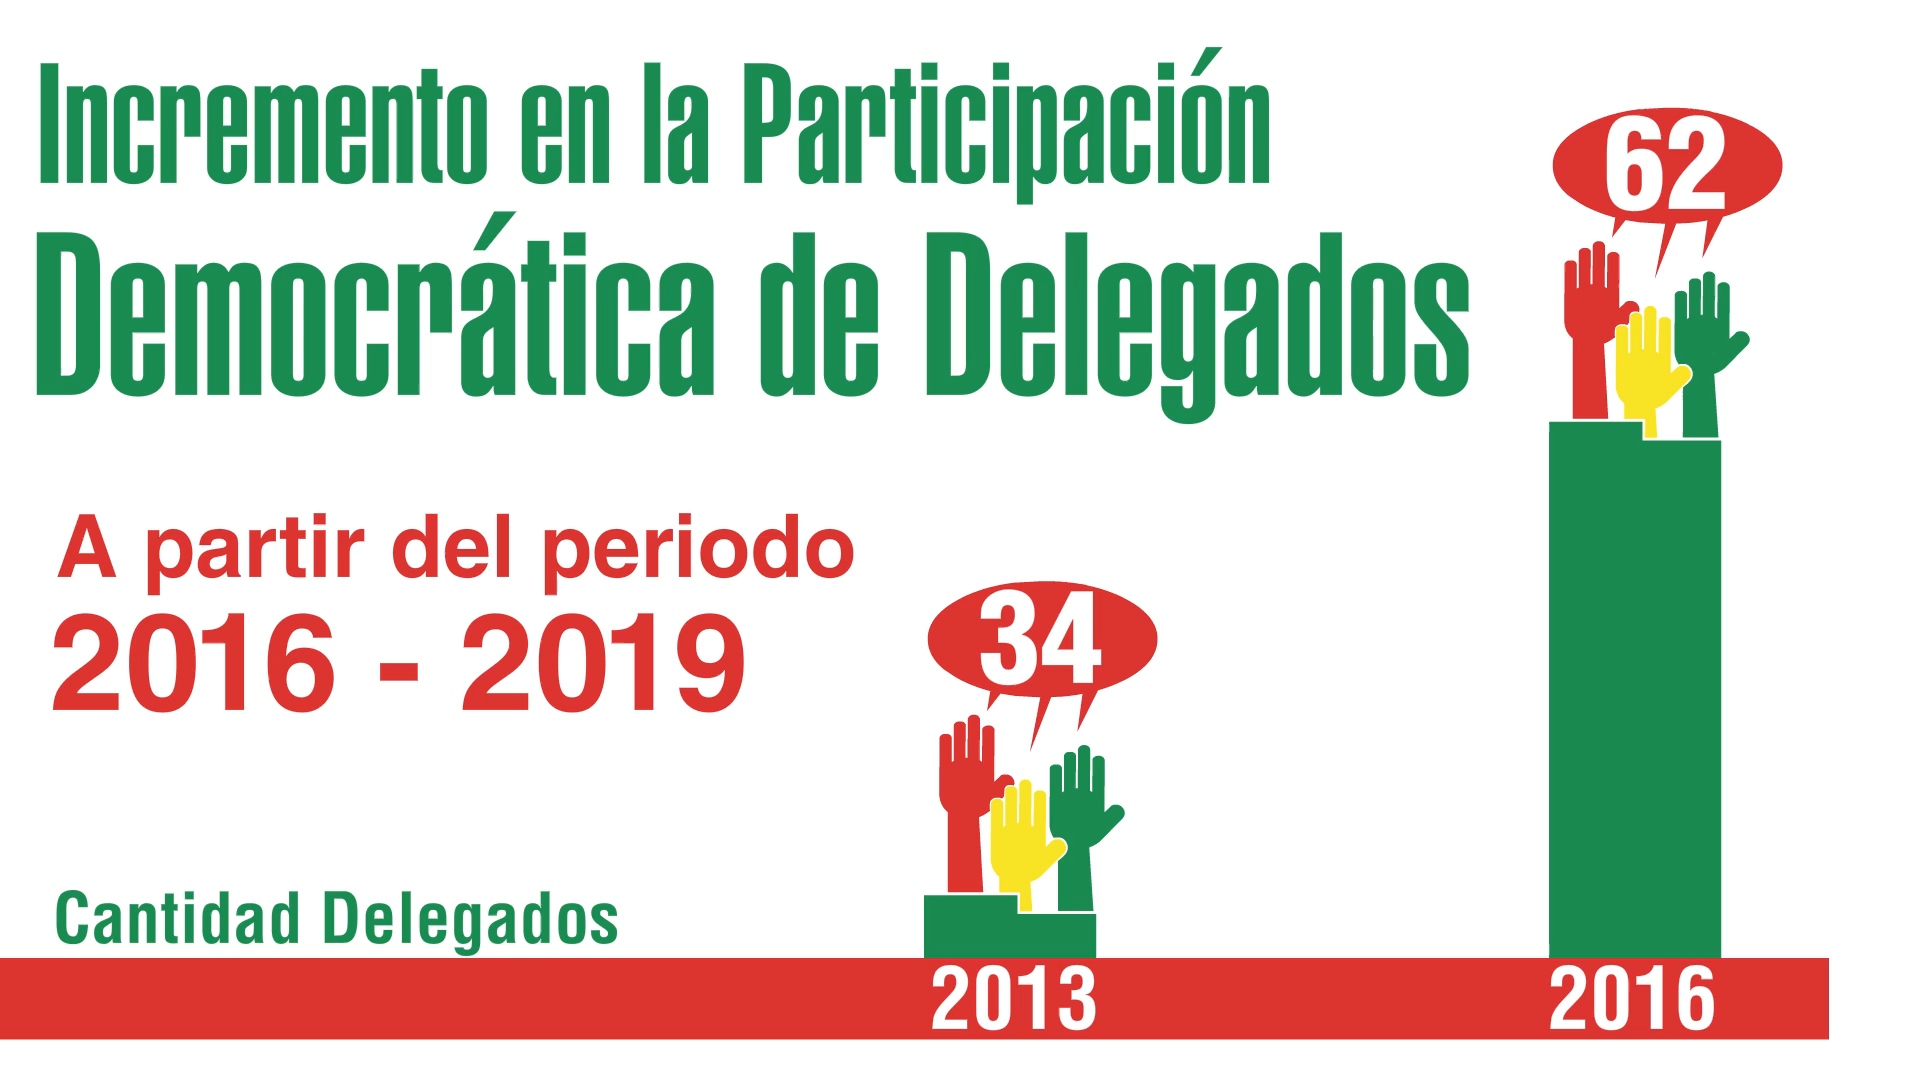 Incremento en la Participación
Democrática de Delegados
62
A partir del periodo
2016 - 2019
34
Cantidad Delegados
2013
2016